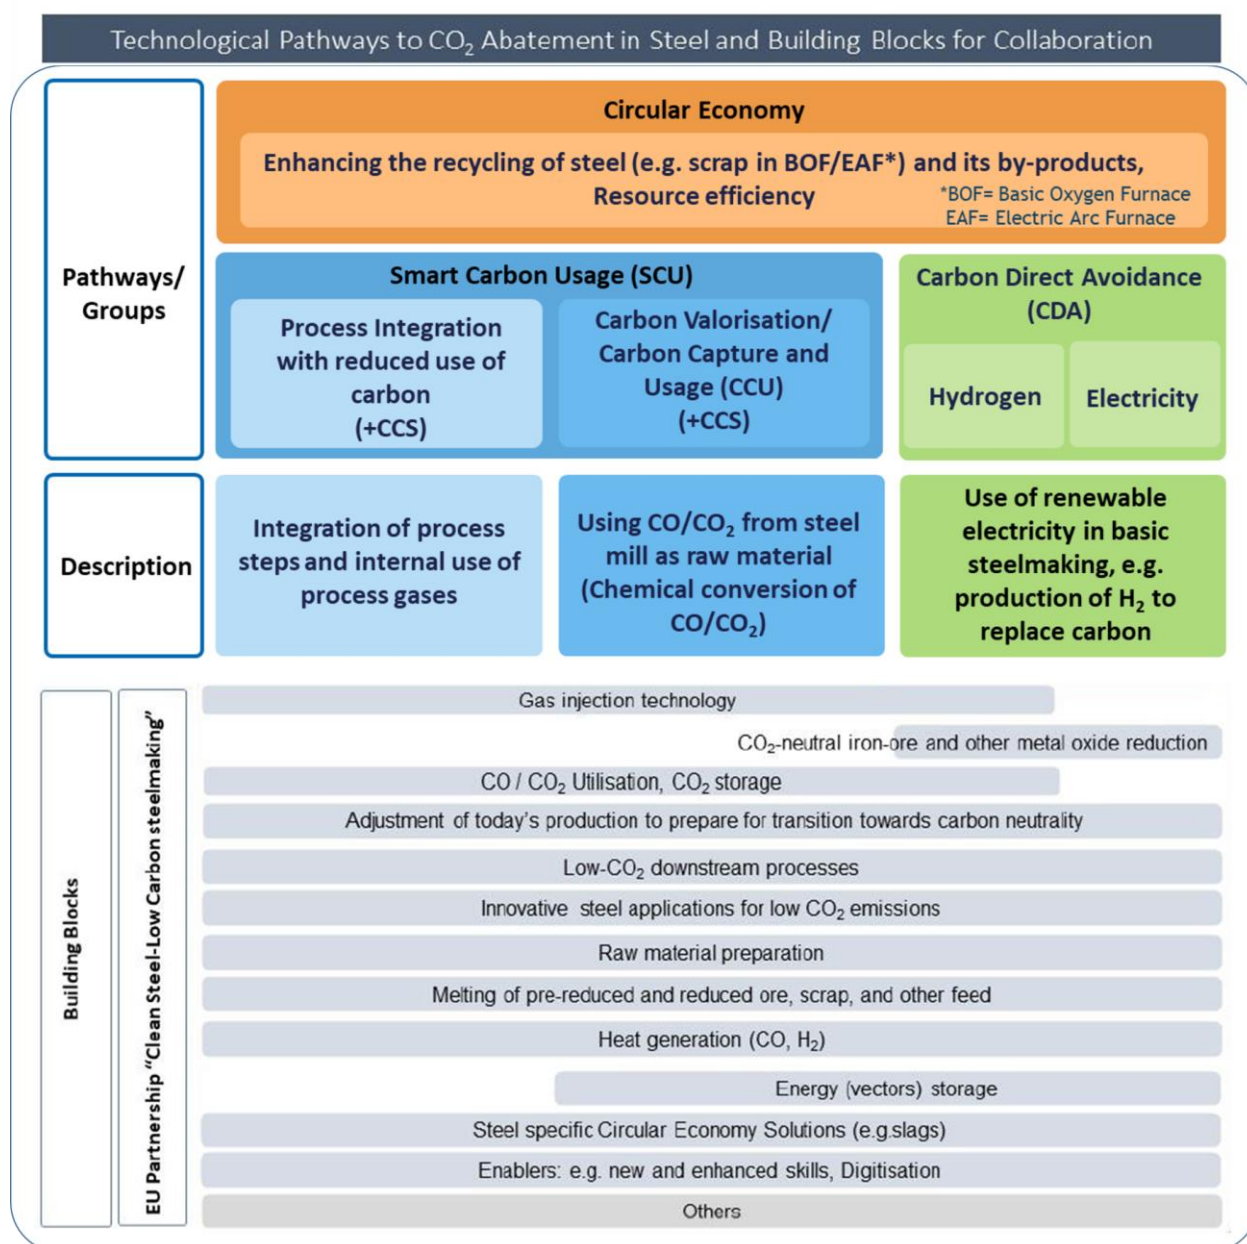 Technological Pathways to CO₂ Abatement in Steel and Building Blocks for Collaboration
Pathways/
Groups
Circular Economy
Enhancing the recycling of steel (e.g. scrap in BOF/EAF*) and its by-products,
Resource efficiency
*BOF= Basic Oxygen Furnace
EAF= Electric Arc Furnace
Smart Carbon Usage (SCU)
Process Integration
with reduced use of
carbon
(+CCS)
Carbon Valorisation/
Carbon Capture and
Usage (CCU)
(+CCS)
Carbon Direct Avoidance
(CDA)
Hydrogen
Electricity
Description
Integration of process
steps and internal use of
process gases
Using CO/CO₂ from steel
mill as raw material
(Chemical conversion of
CO/CO₂)
Use of renewable
electricity in basic
steelmaking, e.g.
production of H₂ to
replace carbon
Building Blocks
EU Partnership “Clean Steel-Low Carbon steelmaking”
Gas injection technology
CO₂-neutral iron-ore and other metal oxide reduction
CO / CO₂ Utilisation, CO₂ storage
Adjustment of today’s production to prepare for transition towards carbon neutrality
Low-CO₂ downstream processes
Innovative steel applications for low CO₂ emissions
Raw material preparation
Melting of pre-reduced and reduced ore, scrap, and other feed
Heat generation (CO, H₂)
Energy (vectors) storage
Steel specific Circular Economy Solutions (e.g.slags)
Enablers: e.g. new and enhanced skills, Digitisation
Others